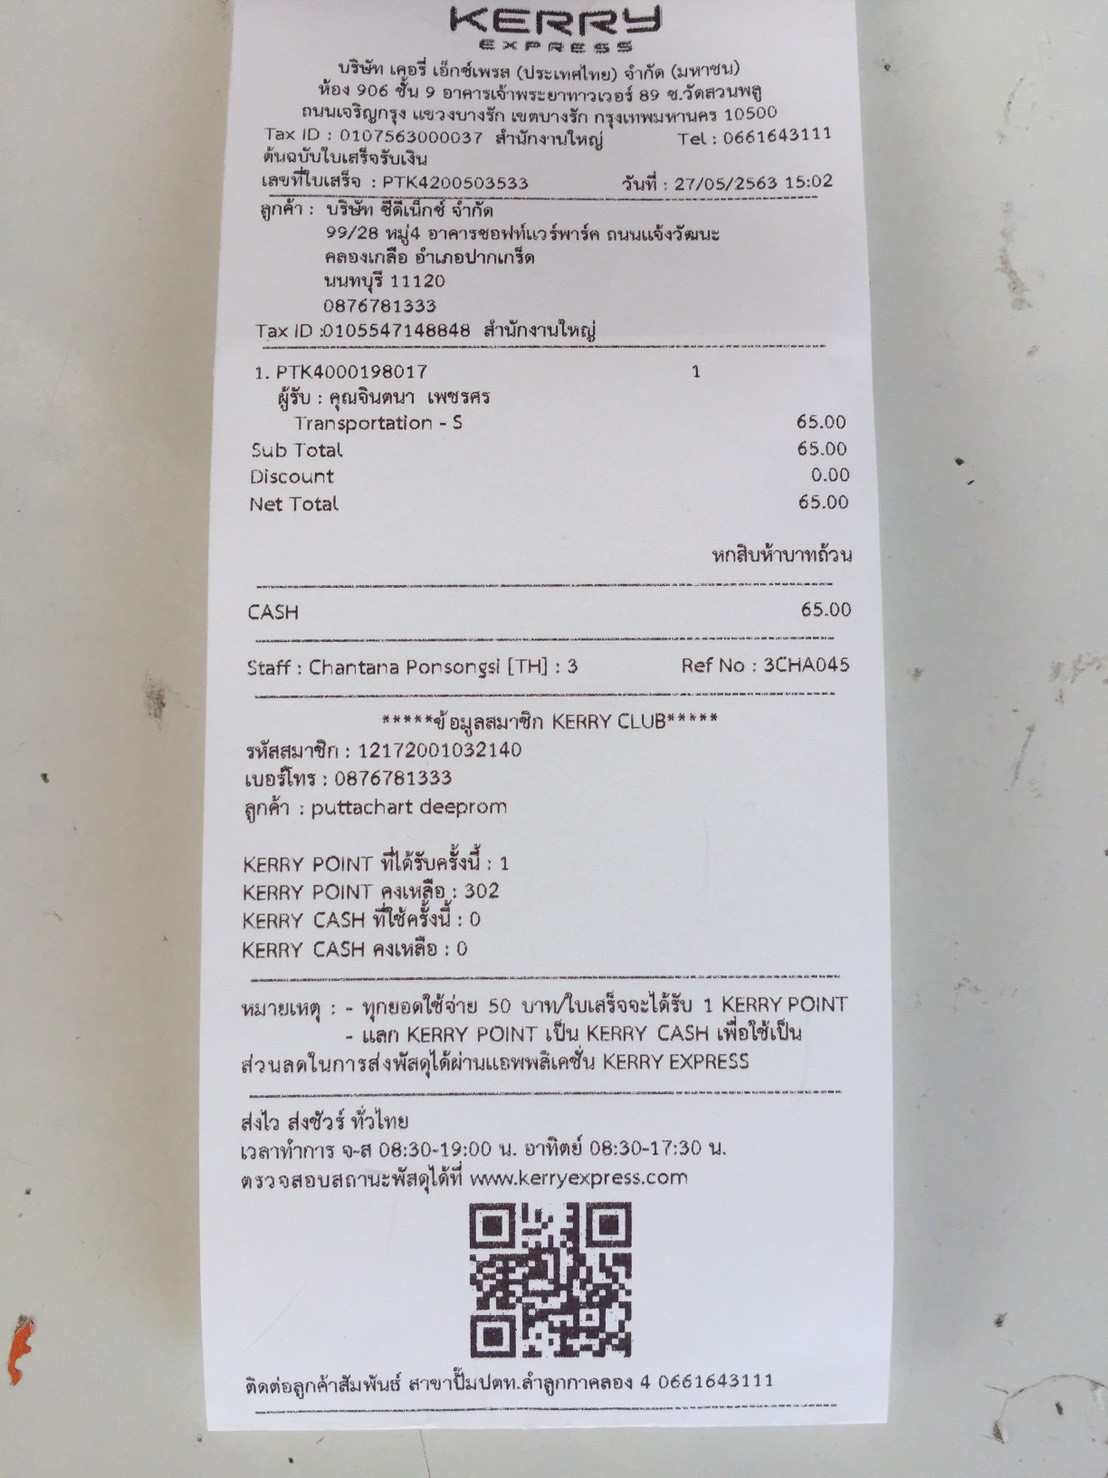 KERRY
EXPRESS
บริษัท เคอรี่ เอ็กซ์เพรส (ประเทศไทย) จำกัด (มหาชน)
ห้อง 906 ชั้น 9 อาคารเจ้าพระยาทาวเวอร์ 89 ซ.วัดสวนพลู
ถนนเจริญกรุง แขวงบางรัก เขตบางรัก กรุงเทพมหานคร 10500
Tax ID : 0107563000037 สำนักงานใหญ่ Tel : 0661643111
ต้นฉบับใบเสร็จรับเงิน
เลขที่ใบเสร็จ : PTK4200503533 วันที่ : 27/05/2563 15:02
ลูกค้า : บริษัท ซีดีเน็กซ์ จำกัด
99/28 หมู่4 อาคารซอฟท์แวร์พาร์ค ถนนแจ้งวัฒนะ
คลองเกลือ อำเภอปากเกร็ด
นนทบุรี 11120
0876781333
Tax ID :0105547148848 สำนักงานใหญ่
1. PTK4000198017 1
ผู้รับ : คุณจินตนา เพชรศร
Transportation - S 65.00
Sub Total 65.00
Discount 0.00
Net Total 65.00
หกสิบห้าบาทถ้วน
CASH 65.00
Staff : Chantana Ponsongsi [TH] : 3 Ref No : 3CHA045
*****ข้อมูลสมาชิก KERRY CLUB*****
รหัสสมาชิก : 12172001032140
เบอร์โทร : 0876781333
ลูกค้า : puttachart deeprom
KERRY POINT ที่ได้รับครั้งนี้ : 1
KERRY POINT คงเหลือ : 302
KERRY CASH ที่ใช้ครั้งนี้ : 0
KERRY CASH คงเหลือ : 0
หมายเหตุ : - ทุกยอดใช้จ่าย 50 บาท/ใบเสร็จจะได้รับ 1 KERRY POINT
- แลก KERRY POINT เป็น KERRY CASH เพื่อใช้เป็น
ส่วนลดในการส่งพัสดุได้ผ่านแอพพลิเคชั่น KERRY EXPRESS
ส่งไว ส่งชัวร์ ทั่วไทย
เวลาทำการ จ-ส 08:30-19:00 น. อาทิตย์ 08:30-17:30 น.
ตรวจสอบสถานะพัสดุได้ที่ www.kerryexpress.com
ติดต่อลูกค้าสัมพันธ์ สาขาปั๊มปตท.ลำลูกกาคลอง 4 0661643111